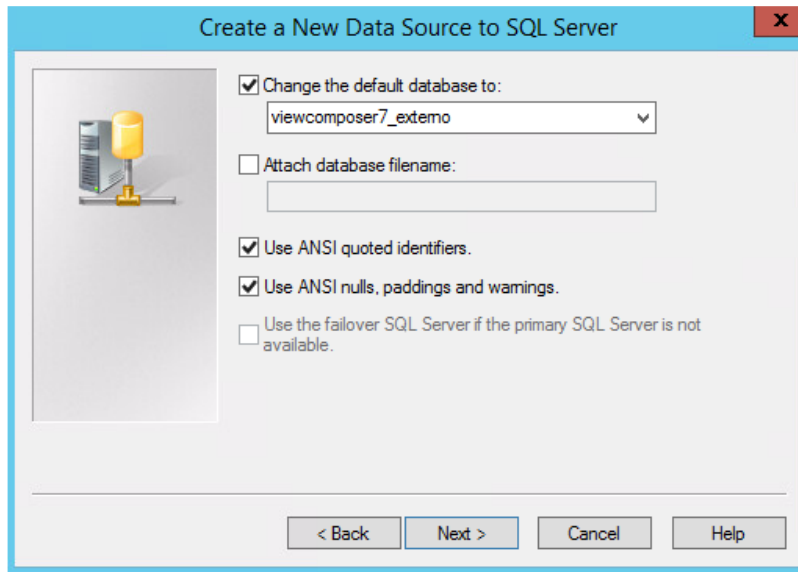 Create a New Data Source to SQL Server
x
Change the default database to:
viewcomposer7_externo
Attach database filename:
Use ANSI quoted identifiers.
Use ANSI nulls, paddings and warnings.
Use the failover SQL Server if the primary SQL Server is not
available.
< Back
Next >
Cancel
Help